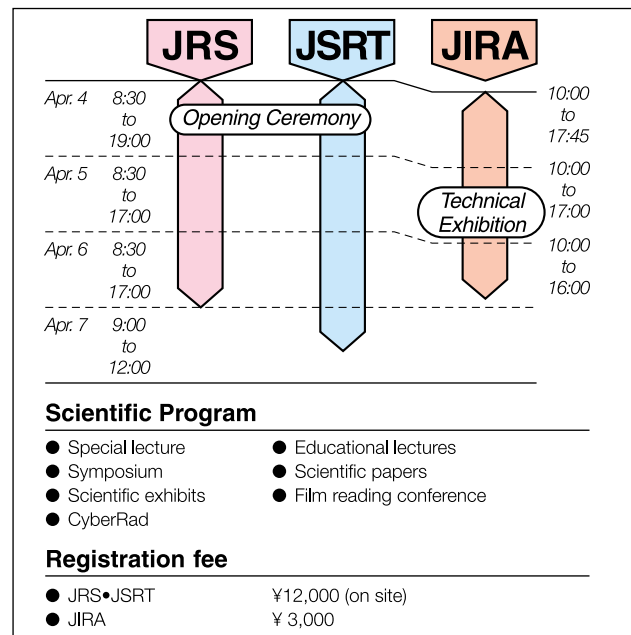 JRS JSRT JIRA
Apr. 4 8:30 to 19:00
Opening Ceremony
10:00 to 17:45
Apr. 5 8:30 to 17:00
10:00 to 17:00
Technical
Exhibition
Apr. 6 8:30 to 17:00
10:00 to 16:00
Apr. 7 9:00 to 12:00
Scientific Program
● Special lecture ● Educational lectures
● Symposium ● Scientific papers
● Scientific exhibits ● Film reading conference
● CyberRad
Registration fee
● JRS•JSRT ¥12,000 (on site)
● JIRA ¥ 3,000